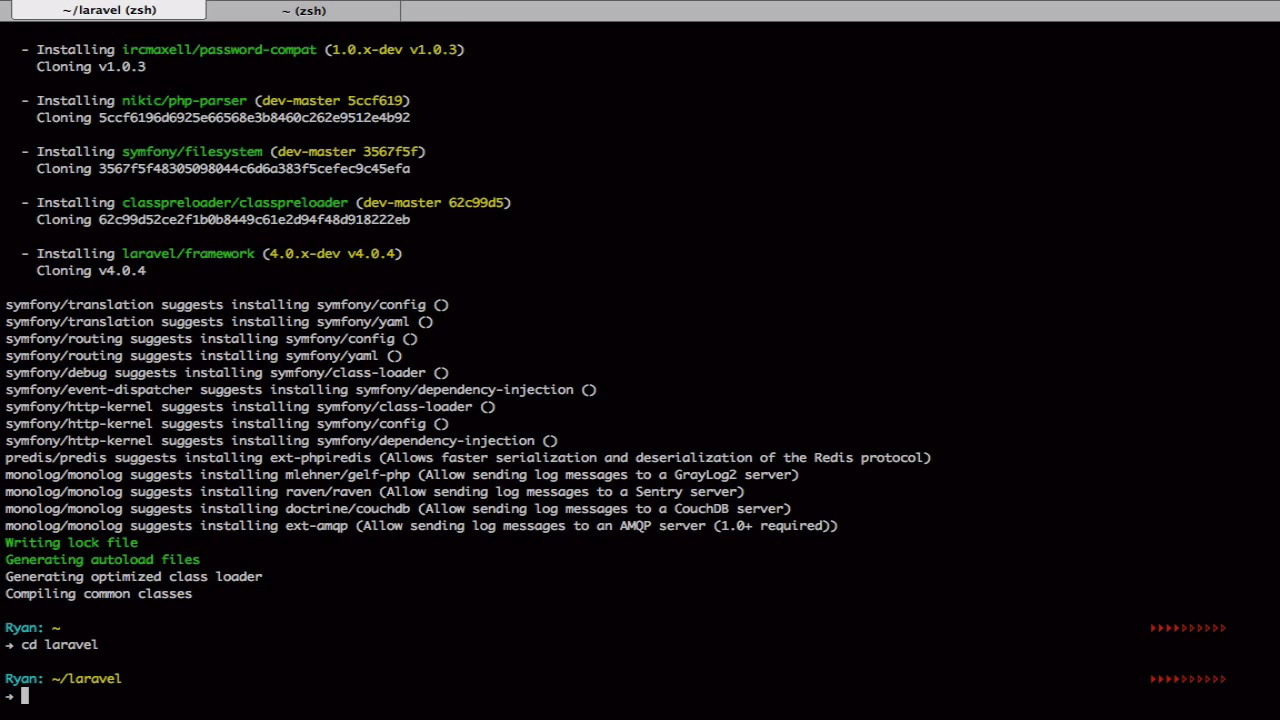 ~/laravel (zsh)
~ (zsh)
- Installing ircmaxell/password-compat (1.0.x-dev v1.0.3)
Cloning v1.0.3
- Installing nikic/php-parser (dev-master 5ccf619)
Cloning 5ccf6196d6925e66568e3b8460c262e9512e4b92
- Installing symfony/filesystem (dev-master 3567f5f)
Cloning 3567f5f48305098044c6d6a383f5cefec9c45efa
- Installing classpreloader/classpreloader (dev-master 62c99d5)
Cloning 62c99d52ce2f1b0b8449c61e2d94f48d918222eb
- Installing laravel/framework (4.0.x-dev v4.0.4)
Cloning v4.0.4
symfony/translation suggests installing symfony/config ()
symfony/translation suggests installing symfony/yaml ()
symfony/routing suggests installing symfony/config ()
symfony/routing suggests installing symfony/yaml ()
symfony/debug suggests installing symfony/class-loader ()
symfony/event-dispatcher suggests installing symfony/dependency-injection ()
symfony/http-kernel suggests installing symfony/class-loader ()
symfony/http-kernel suggests installing symfony/config ()
symfony/http-kernel suggests installing symfony/dependency-injection ()
predis/predis suggests installing ext-phpiredis (Allows faster serialization and deserialization of the Redis protocol)
monolog/monolog suggests installing mlehner/gelf-php (Allow sending log messages to a GrayLog2 server)
monolog/monolog suggests installing raven/raven (Allow sending log messages to a Sentry server)
monolog/monolog suggests installing doctrine/couchdb (Allow sending log messages to a CouchDB server)
monolog/monolog suggests installing ext-amqp (Allow sending log messages to an AMQP server (1.0+ required))
Writing lock file
Generating autoload files
Generating optimized class loader
Compiling common classes
Ryan: ~
→ cd laravel
Ryan: ~/laravel
→